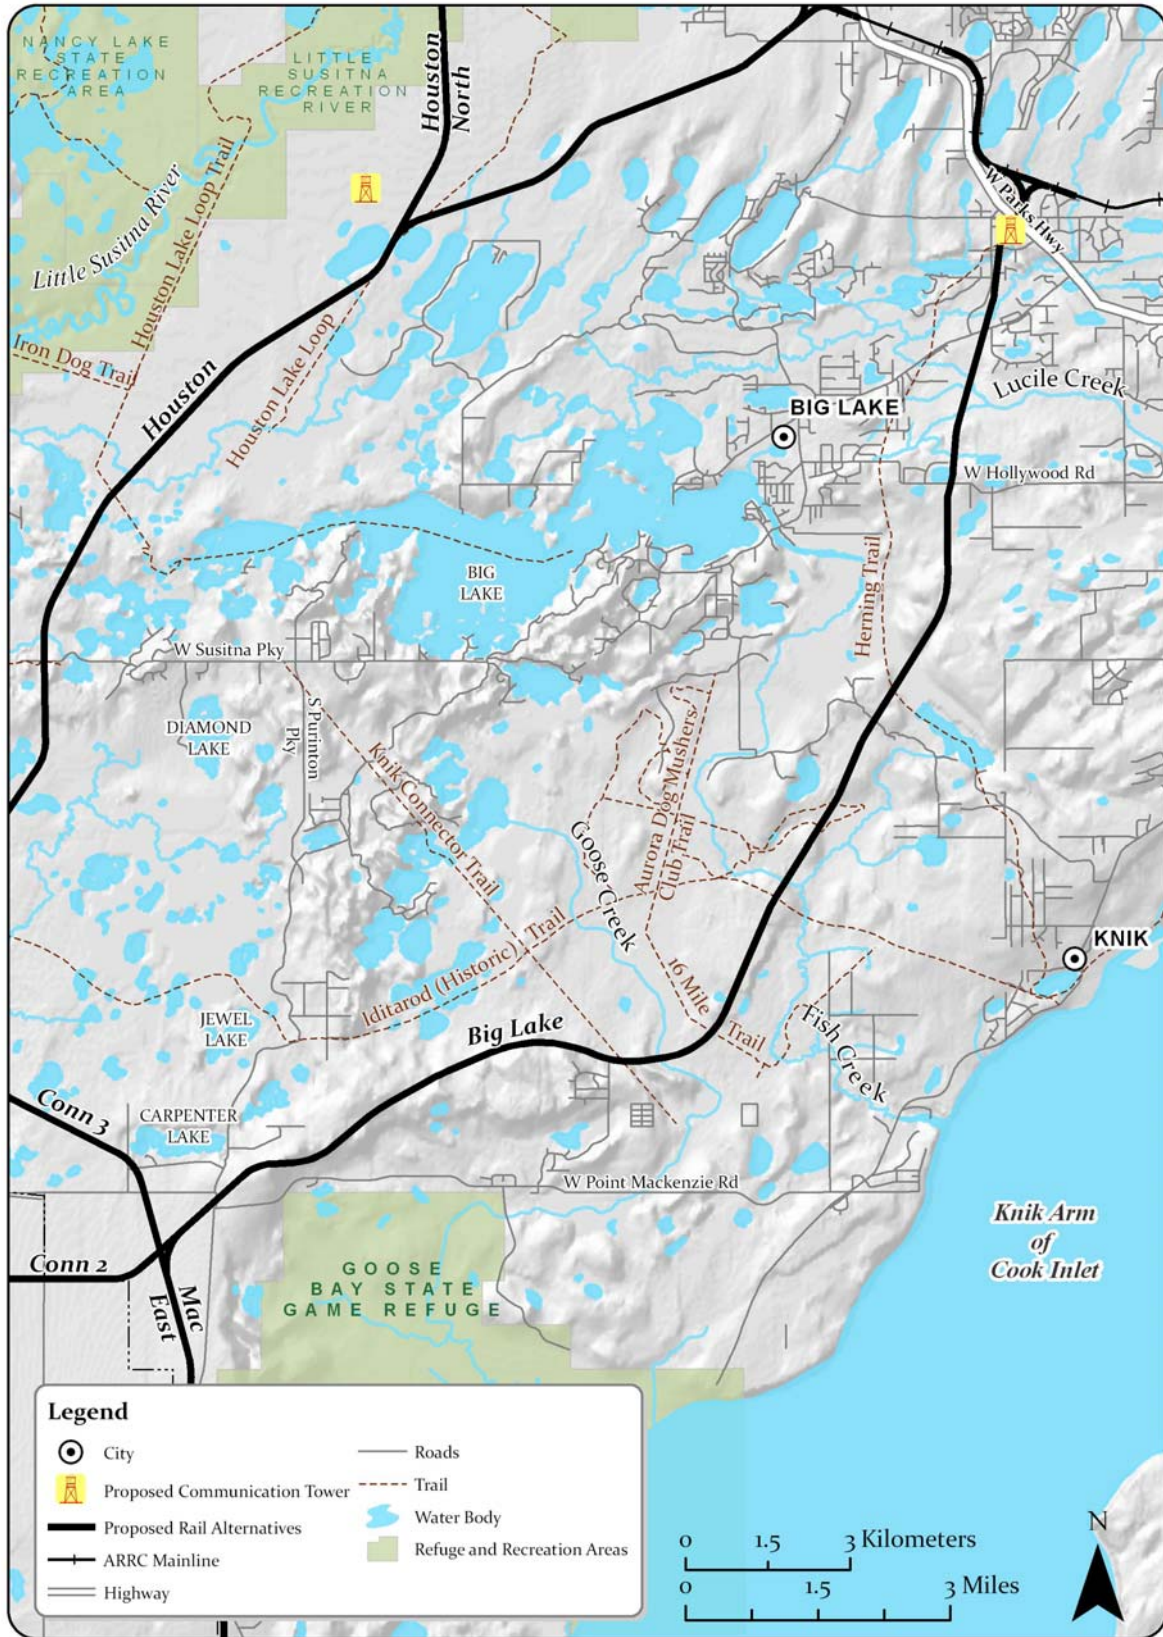 NANCY LAKE
STATE
RECREATION
AREA
LITTLE
SUSITNA
RECREATION
RIVER
Houston
North
W Parks Hwy
Little Susitna River
Houston Lake Loop Trail
Iron Dog Trail
Houston
Houston Lake Loop
BIG LAKE
Lucile Creek
W Hollywood Rd
Herning Trail
BIG
LAKE
W Susitna Pky
DIAMOND
LAKE
S Purinton
Pky
Knik Connector Trail
Goose Creek
Aurora Dog Mushers
Club Trail
Iditarod (Historic) Trail
16 Mile Trail
KNIK
Fish Creek
JEWEL
LAKE
Big Lake
Conn 3
CARPENTER
LAKE
W Point Mackenzie Rd
Conn 2
Mac
East
GOOSE
BAY STATE
GAME REFUGE
Knik Arm
of
Cook Inlet
Legend
City
Proposed Communication Tower
Proposed Rail Alternatives
ARRC Mainline
Highway
Roads
Trail
Water Body
Refuge and Recreation Areas
0 1.5 3 Kilometers
0 1.5 3 Miles
N